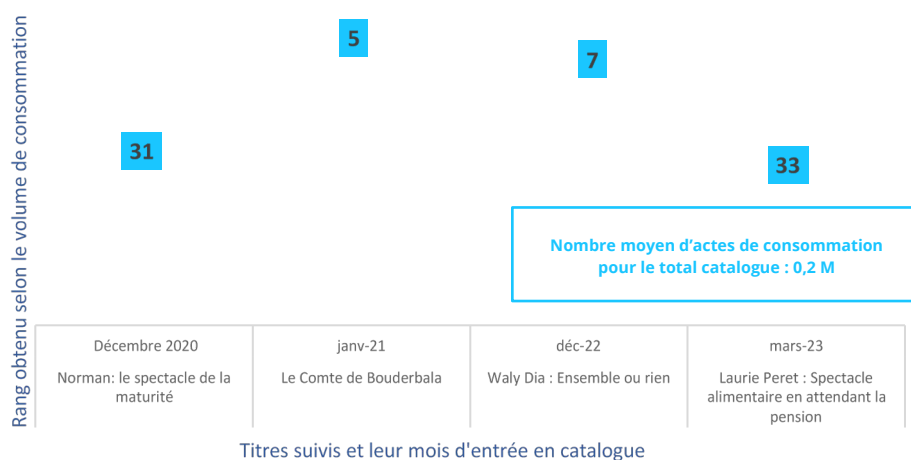 Rang obtenu selon le volume de consommation
5
7
31
33
Nombre moyen d'actes de consommation
pour le total catalogue : 0,2 M
Décembre 2020
Norman: le spectacle de la
maturité
janv-21
Le Comte de Bouderbala
déc-22
Waly Dia : Ensemble ou rien
mars-23
Laurie Peret : Spectacle
alimentaire en attendant la
pension
Titres suivis et leur mois d'entrée en catalogue